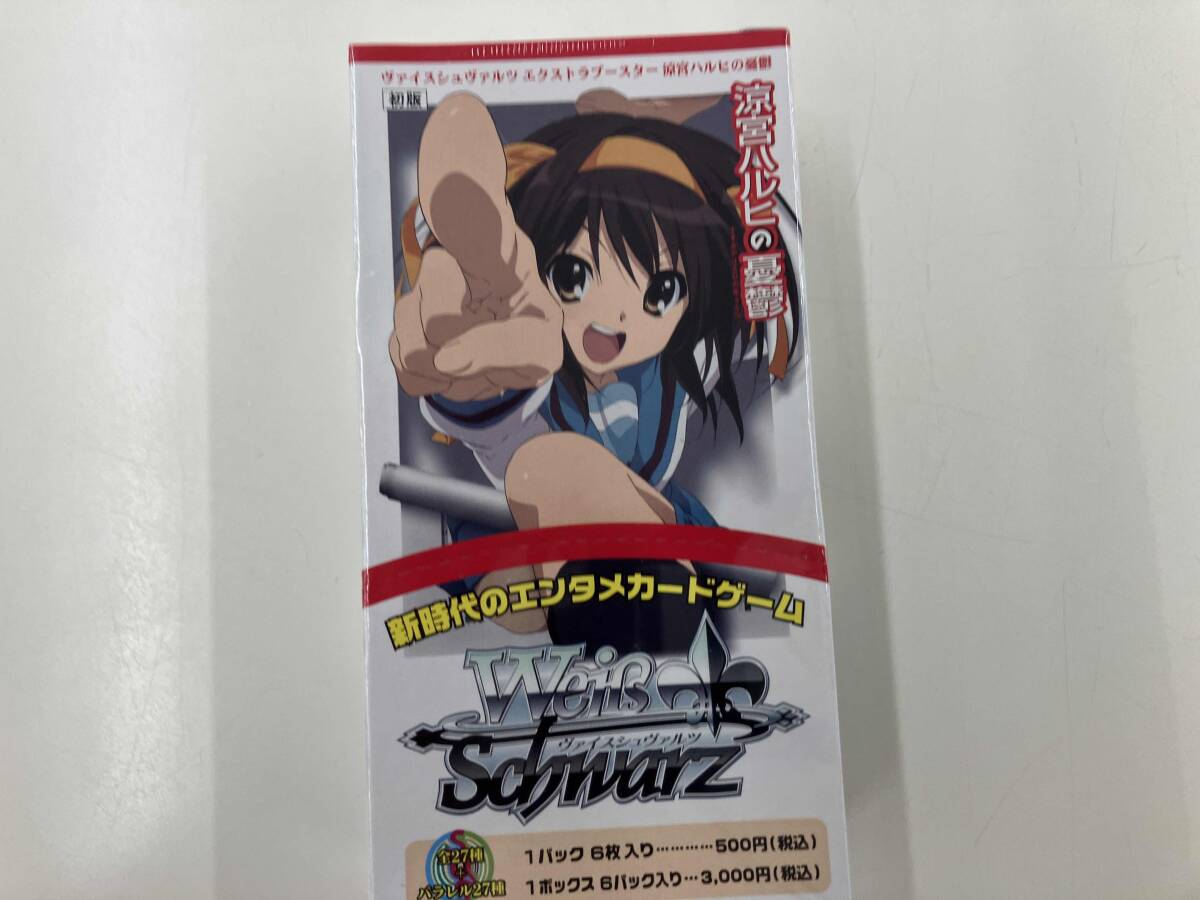 ヴァイスシュヴァルツ エクストラブースター 涼宮ハルヒの憂鬱
初版
涼宮ハルヒの憂鬱
新時代のエンタメカードゲーム
Weiß
ヴァイスシュヴァルツ
Schwarz
全27種
+
パラレル27種
1パック 6枚入り…………500円(税込)
1ボックス 6パック入り…3,000円(税込)